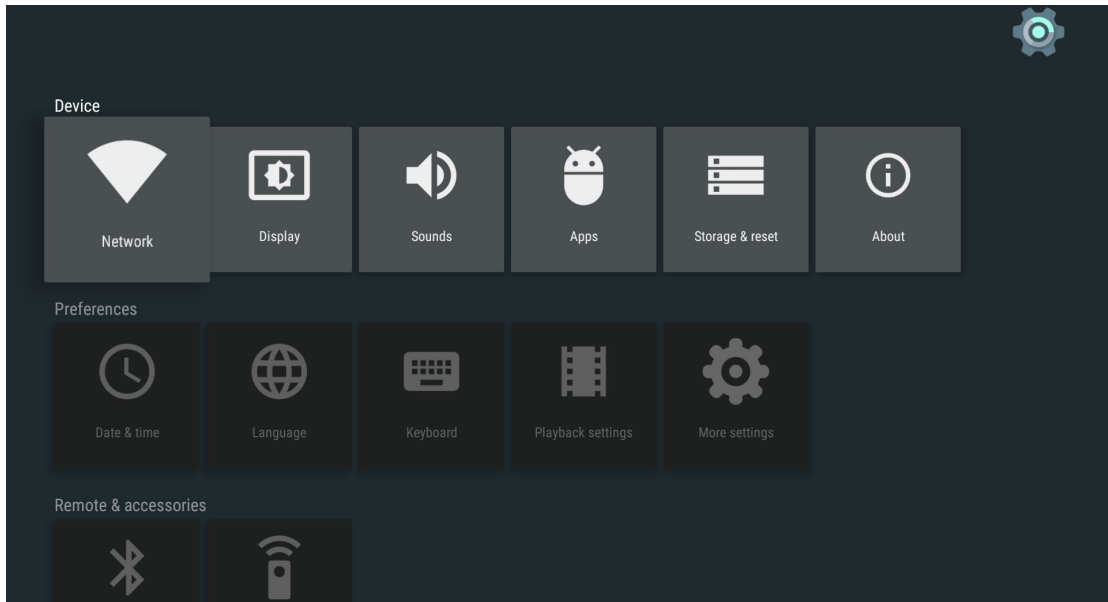 Device
Network
Display
Sounds
Apps
Storage & reset
About
Preferences
Date & time
Language
Keyboard
Playback settings
More settings
Remote & accessories